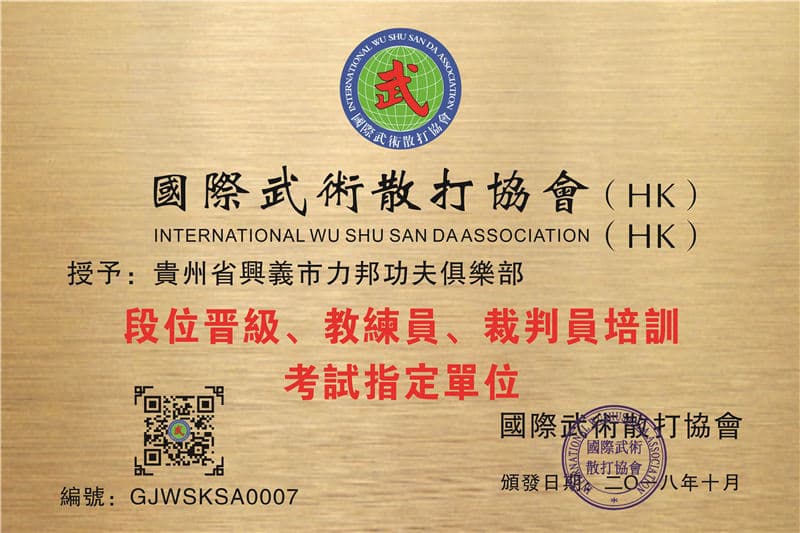 INTERNATIONAL WU SHU SAN DA ASSOCIATION
武
國際武術散打協會
國際武術散打協會（HK）
INTERNATIONAL WU SHU SAN DA ASSOCIATION（HK）
授予：貴州省興義市力邦功夫俱樂部
段位晋級、教練員、裁判員培訓
考試指定單位
國際武術散打協會
國際武術
散打協會
頒發日期：二〇一八年十月
編號：GJWSKSA0007